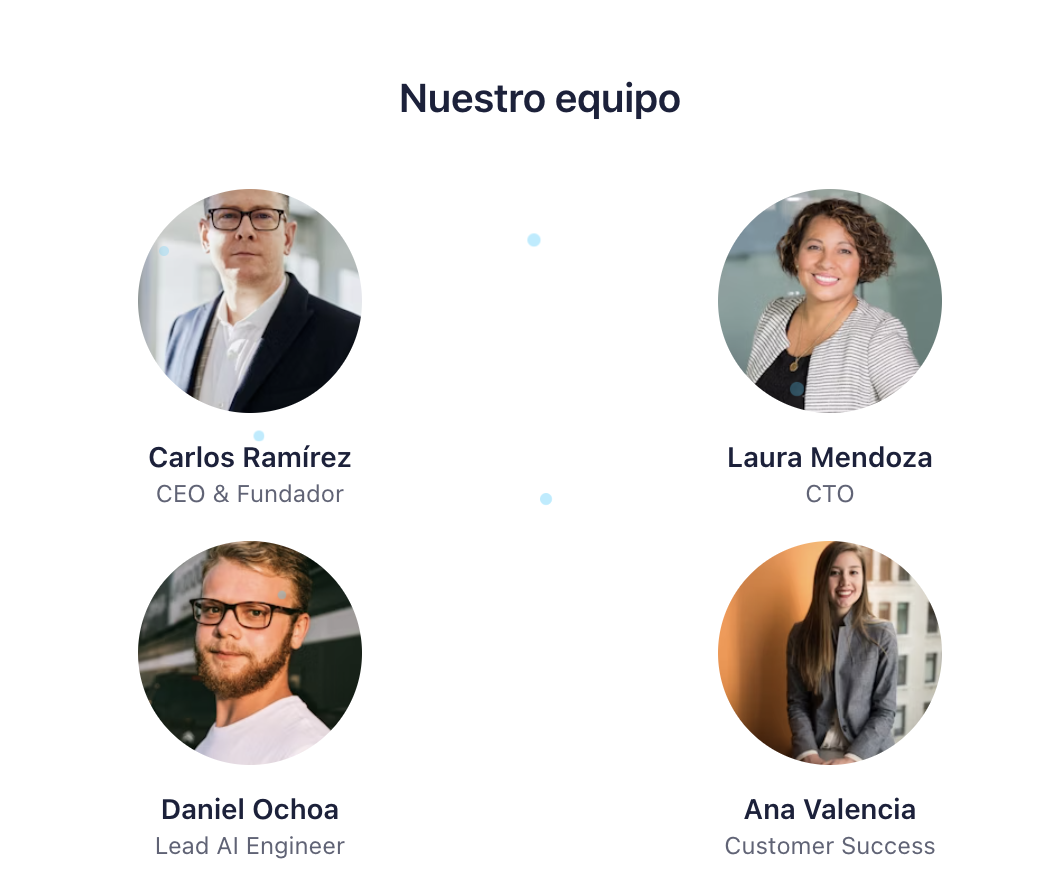 Nuestro equipo
Carlos Ramírez
Laura Mendoza
CEO & Fundador
CTO
Daniel Ochoa
Ana Valencia
Lead AI Engineer
Customer Success